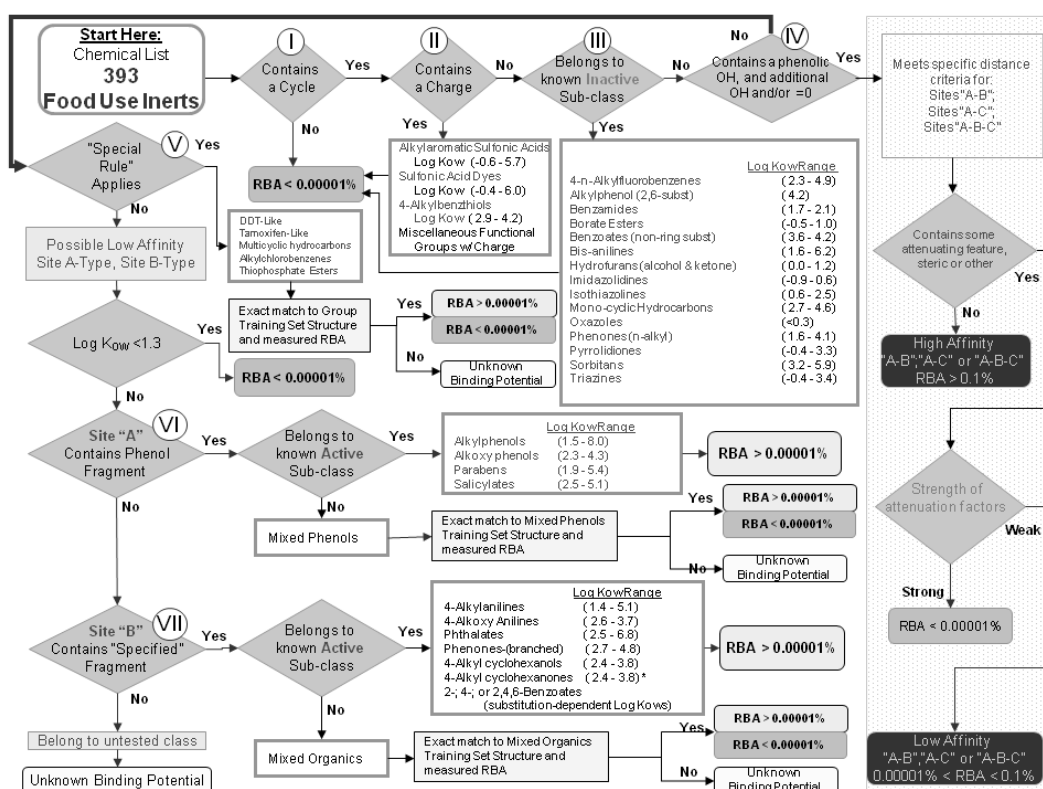 Start Here:
Chemical List
393
Food Use Inerts
I
Contains
a Cycle
Yes
No
II
Contains
a Charge
No
Yes
III
Belongs to
known Inactive
Sub-class
No
Yes
IV
Contains a phenolic
OH, and additional
OH and/or =0
No
Yes
Meets specific distance
criteria for:
Sites"A-B";
Sites"A-C";
Sites"A-B-C"
Contains some
attenuating feature,
steric or other
Yes
No
High Affinity
"A-B";"A-C" or "A-B-C"
RBA > 0.1%
Strength of
attenuation factors
Weak
Strong
RBA < 0.00001%
Low Affinity
"A-B";"A-C" or "A-B-C"
0.00001% < RBA <0.1%
RBA < 0.00001%
Alkylaromatic Sulfonic Acids
Log Kow (-0.6 - 5.7)
Sulfonic Acid Dyes
Log Kow (-0.4 - 6.0)
4-Alkylbenzthiols
Log Kow (2.9 - 4.2)
Miscellaneous Functional
Groups w/ Charge
Log Kow Range
4-n-Alkylfluorobenzenes (2.3 - 4.9)
Alkylphenol (2,6-subst) (4.2)
Benzamides (1.7 - 2.1)
Borate Esters (-0.5 - 1.0)
Benzoates (non-ring subst) (3.6 - 4.2)
Bis-anilines (1.6 - 6.2)
Hydrofurans (alcohol & ketone) (0.0 - 1.2)
Imidazolidines (-0.9 - 0.6)
Isothiazolines (0.6 - 2.5)
Mono-cyclic Hydrocarbons (2.7 - 4.6)
Oxazoles (<0.3)
Phenones (n-alkyl) (1.6 - 4.1)
Pyrrolidiones (-0.4 - 3.3)
Sorbitans (3.2 - 5.9)
Triazines (-0.4 - 3.4)
V
"Special
Rule"
Applies
Yes
No
DDT-Like
Tamoxifen-Like
Multicyclic hydrocarbons
Alkylchlorobenzenes
Thiophosphate Esters
Exact match to Group
Training Set Structure
and measured RBA
Yes
RBA > 0.00001%
RBA < 0.00001%
No
Unknown
Binding Potential
Possible Low Affinity
Site A-Type, Site B-Type
Log Kow <1.3
Yes
RBA < 0.00001%
No
VI
Site "A"
Contains Phenol
Fragment
Yes
No
Belongs to
known Active
Sub-class
Yes
No
Log Kow Range
Alkylphenols (1.5 - 8.0)
Alkoxy phenols (2.3 - 4.3)
Parabens (1.9 - 5.4)
Salicylates (2.5 - 5.1)
RBA > 0.00001%
Mixed Phenols
Exact match to Mixed Phenols
Training Set Structure and
measured RBA
Yes
RBA > 0.00001%
RBA < 0.00001%
No
Unknown
Binding Potential
VII
Site "B"
Contains "Specified"
Fragment
Yes
No
Belongs to
known Active
Sub-class
Yes
No
Log Kow Range
4-Alkylanilines (1.4 - 5.1)
4-Alkoxy Anilines (2.6 - 3.7)
Phthalates (2.5 - 6.8)
Phenones-(branched) (2.7 - 4.8)
4-Alkyl cyclohexanols (2.4 - 3.8)
4-Alkyl cyclohexanones (2.4 - 3.8)*
2-; 4-; or 2,4,6-Benzoates
(substitution-dependent Log Kows)
RBA > 0.00001%
Mixed Organics
Exact match to Mixed Organics
Training Set Structure and
measured RBA
Yes
RBA > 0.00001%
RBA < 0.00001%
No
Unknown
Binding Potential
Belong to untested class
Unknown Binding Potential